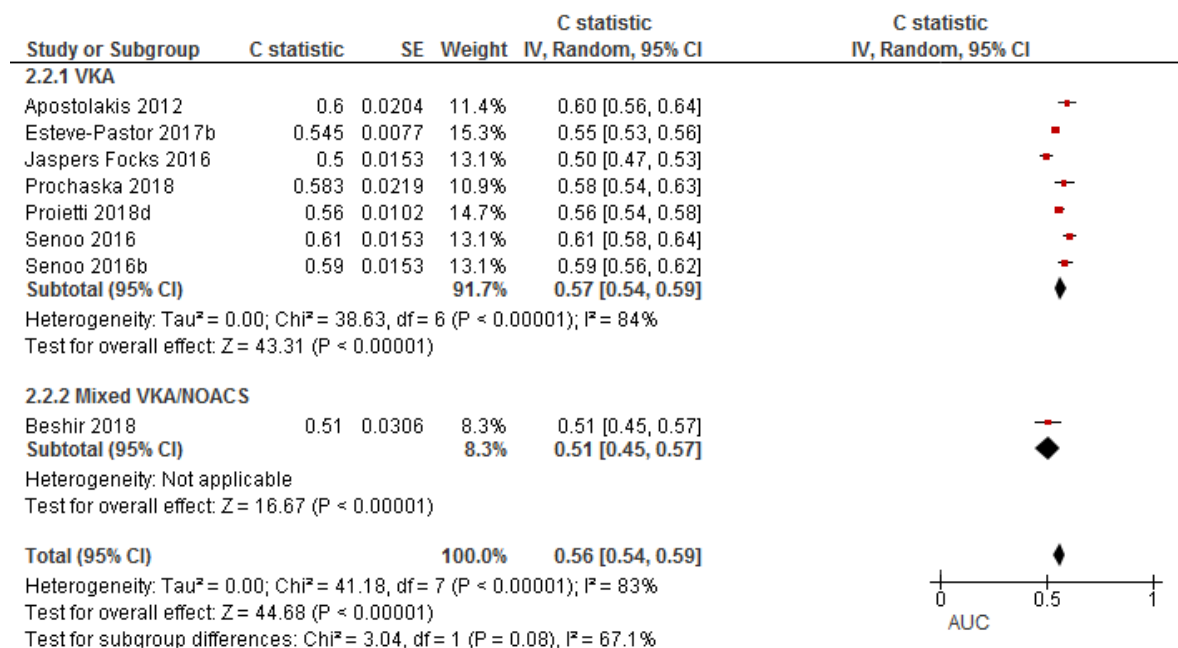 C statistic C statistic
Study or Subgroup C statistic SE Weight IV, Random, 95% CI IV, Random, 95% CI
2.2.1 VKA
Apostolakis 2012 0.6 0.0204 11.4% 0.60 [0.56, 0.64]
Esteve-Pastor 2017b 0.545 0.0077 15.3% 0.55 [0.53, 0.56]
Jaspers Focks 2016 0.5 0.0153 13.1% 0.50 [0.47, 0.53]
Prochaska 2018 0.583 0.0219 10.9% 0.58 [0.54, 0.63]
Proietti 2018d 0.56 0.0102 14.7% 0.56 [0.54, 0.58]
Senoo 2016 0.61 0.0153 13.1% 0.61 [0.58, 0.64]
Senoo 2016b 0.59 0.0153 13.1% 0.59 [0.56, 0.62]
Subtotal (95% CI) 91.7% 0.57 [0.54, 0.59]
Heterogeneity: Tau² = 0.00; Chi² = 38.63, df = 6 (P < 0.00001); I² = 84%
Test for overall effect: Z = 43.31 (P < 0.00001)
2.2.2 Mixed VKA/NOACS
Beshir 2018 0.51 0.0306 8.3% 0.51 [0.45, 0.57]
Subtotal (95% CI) 8.3% 0.51 [0.45, 0.57]
Heterogeneity: Not applicable
Test for overall effect: Z = 16.67 (P < 0.00001)
Total (95% CI) 100.0% 0.56 [0.54, 0.59]
Heterogeneity: Tau² = 0.00; Chi² = 41.18, df = 7 (P < 0.00001); I² = 83%
Test for overall effect: Z = 44.68 (P < 0.00001)
Test for subgroup differences: Chi² = 3.04, df = 1 (P = 0.08), I² = 67.1%
0 0.5 1
AUC